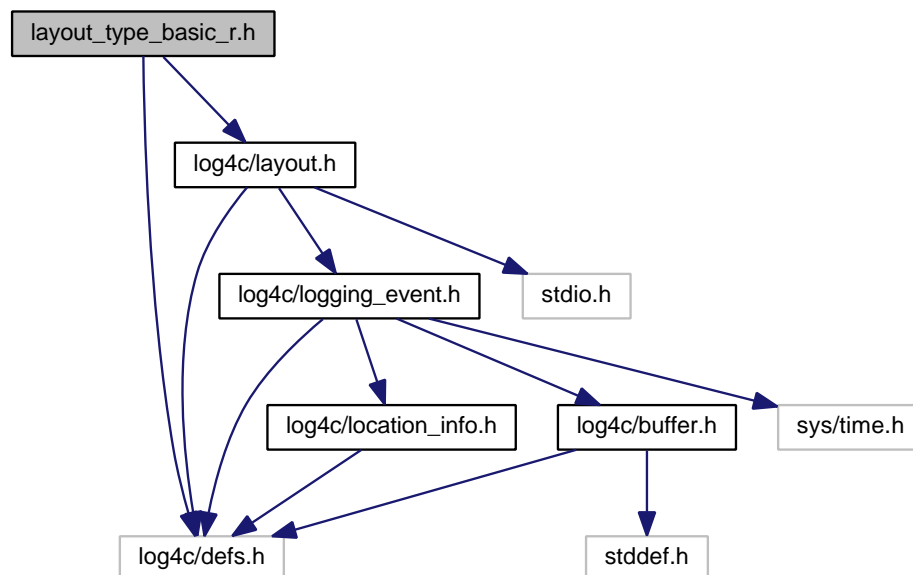 layout_type_basic_r.h
log4c/layout.h
log4c/logging_event.h
stdio.h
log4c/location_info.h
log4c/buffer.h
sys/time.h
log4c/defs.h
stddef.h